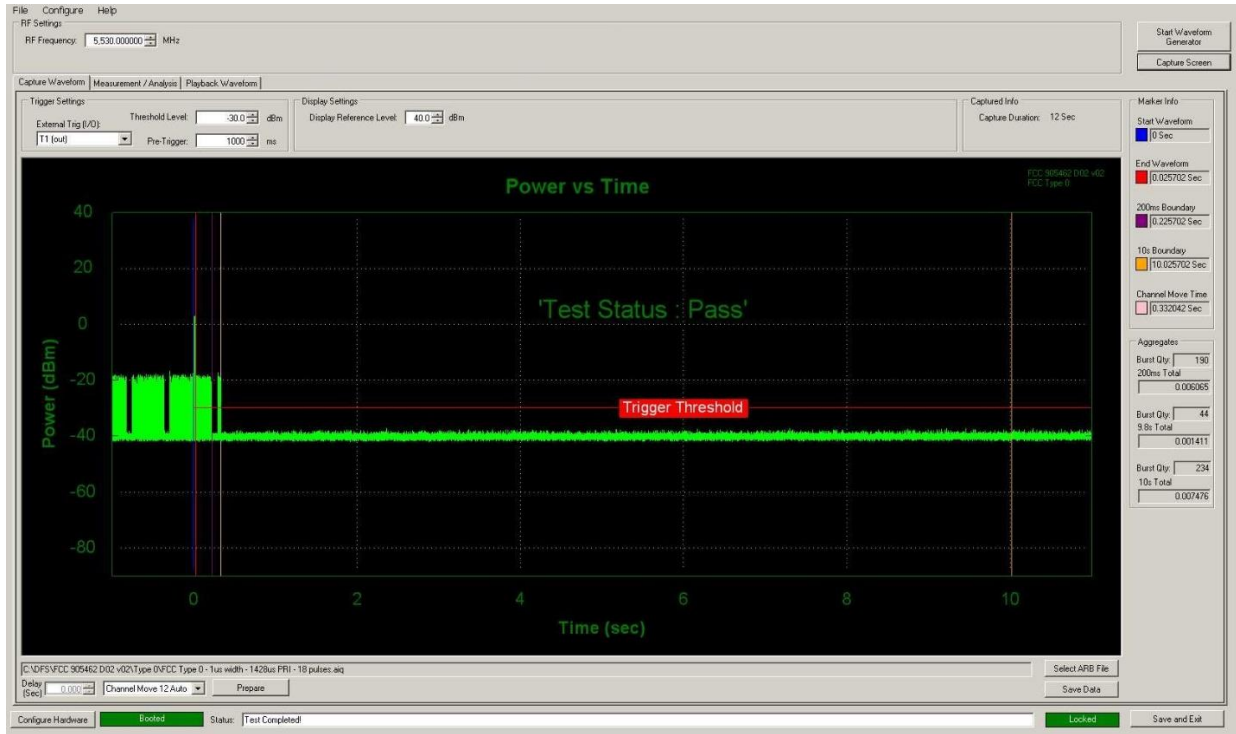 File Configure Help
RF Settings
RF Frequency: 5,530.000000 MHz
Start Waveform Generator
Capture Screen
Capture Waveform Measurement / Analysis Playback Waveform
Trigger Settings
External Trig (I/O): T1 (out)
Threshold Level: -30.0 dBm
Pre-Trigger: 1000 ms
Display Settings
Display Reference Level: 40.0 dBm
Captured Info
Capture Duration: 12 Sec
Marker Info
Start Waveform
0 Sec
End Waveform
0.025702 Sec
200ms Boundary
0.225702 Sec
10s Boundary
10.025702 Sec
Channel Move Time
0.332042 Sec
Aggregates
Burst Qty: 190
200ms Total
0.006065
Burst Qty: 44
9.8s Total
0.001411
Burst Qty: 234
10s Total
0.007476
Power vs Time
FCC 905462 D02 v02
FCC Type 0
'Test Status : Pass'
Trigger Threshold
Power (dBm)
40
20
0
-20
-40
-60
-80
0 2 4 6 8 10
Time (sec)
C:\DFS\FCC 905462 D02 v02\Type 0\FCC Type 0 - 1us width - 1428us PRI - 18 pulses.aiq
Select ARB File
Delay (Sec) 0.000 Channel Move 12 Auto Prepare
Save Data
Configure Hardware Booted Status: Test Completed! Locked Save and Exit